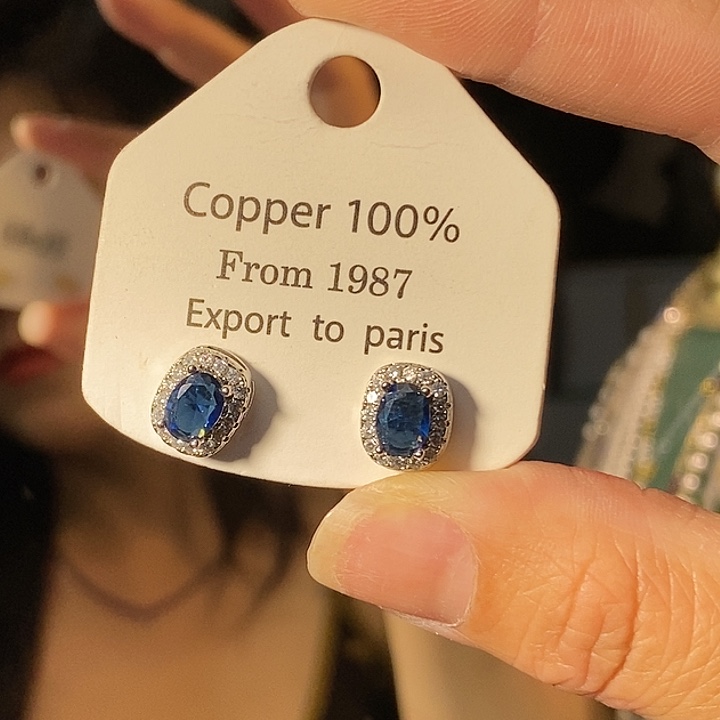 Copper 100%
From 1987
Export to paris